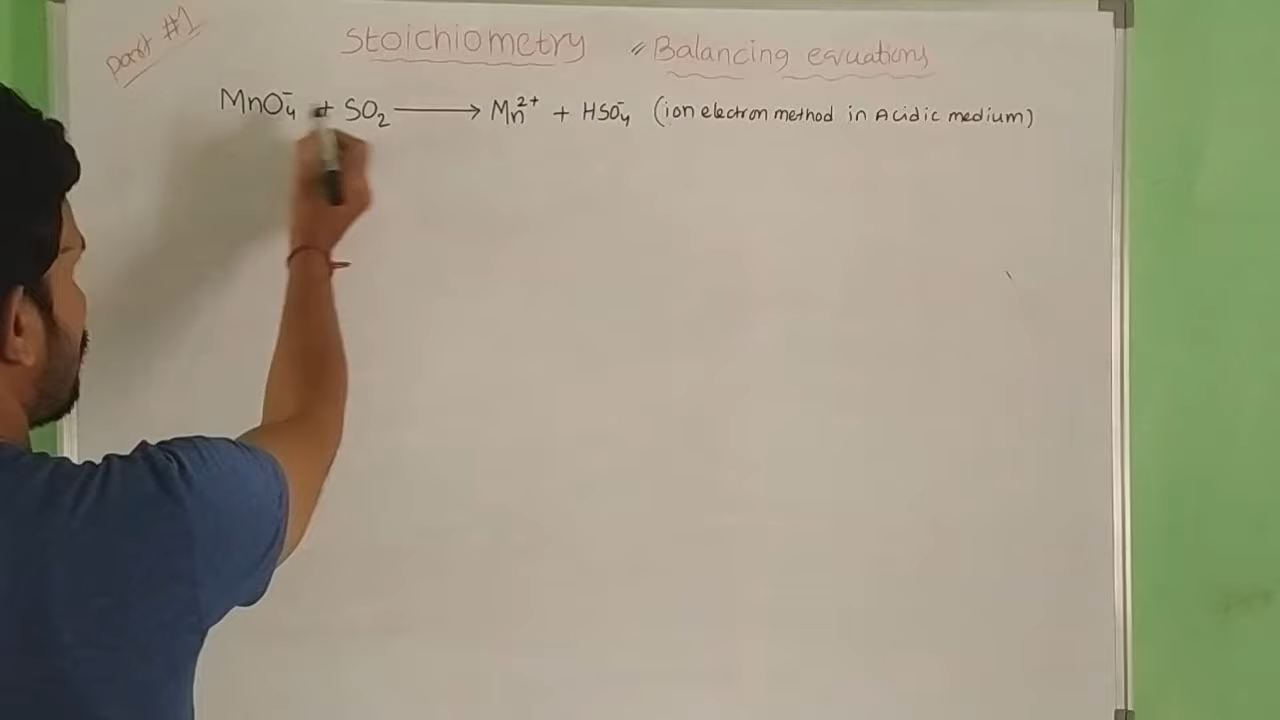 Part #1
Stoichiometry " Balancing equations
MnO₄⁻ + SO₂ ⟶ Mn²⁺ + HSO₄⁻ (ion electron method in Acidic medium)